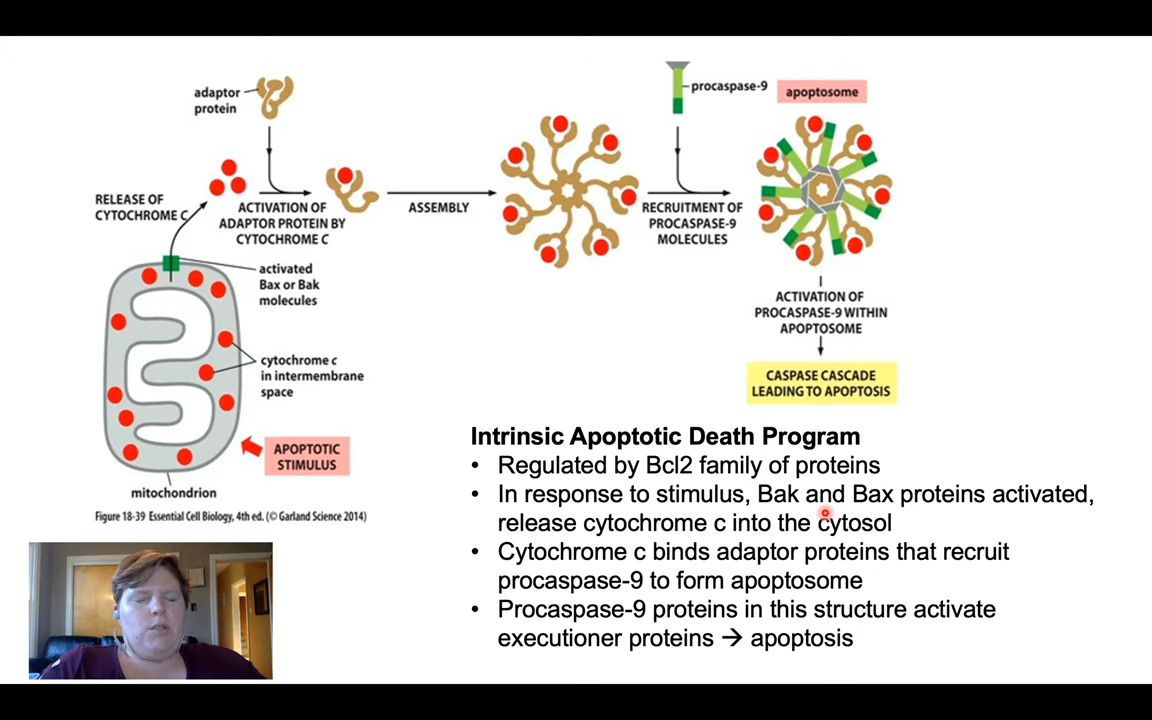 adaptor
protein
procaspase-9
apoptosome
RELEASE OF
CYTOCHROME C
ACTIVATION OF
ADAPTOR PROTEIN BY
CYTOCHROME C
ASSEMBLY
RECRUITMENT OF
PROCASPASE-9
MOLECULES
activated
Bax or Bak
molecules
ACTIVATION OF
PROCASPASE-9 WITHIN
APOPTOSOME
cytochrome c
in intermembrane
space
CASPASE CASCADE
LEADING TO APOPTOSIS
APOPTOTIC
STIMULUS
mitochondrion
Figure 18-39 Essential Cell Biology, 4th ed. (© Garland Science 2014)
Intrinsic Apoptotic Death Program
• Regulated by Bcl2 family of proteins
• In response to stimulus, Bak and Bax proteins activated,
release cytochrome c into the cytosol
• Cytochrome c binds adaptor proteins that recruit
procaspase-9 to form apoptosome
• Procaspase-9 proteins in this structure activate
executioner proteins → apoptosis